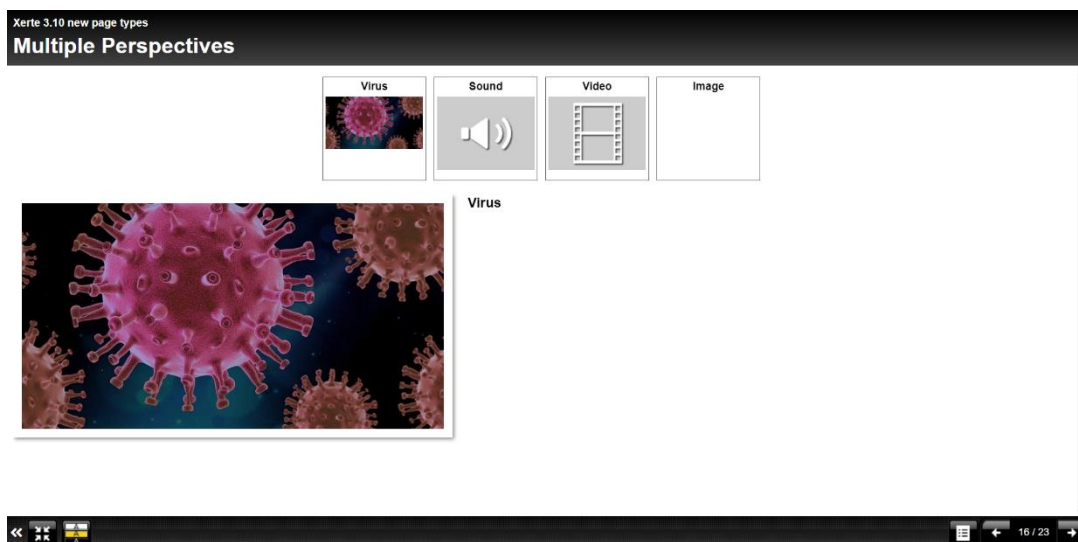 Xerte 3.10 new page types
Multiple Perspectives
Virus Sound Video Image
Virus
16 / 23